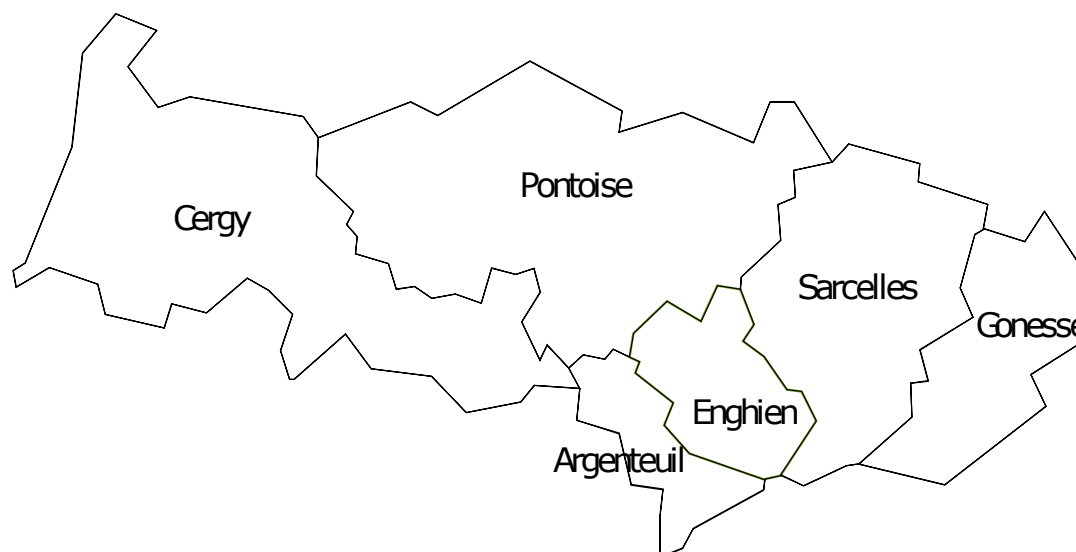 Pontoise
Cergy
Sarcelles
Gonesse
Enghien
Argenteuil